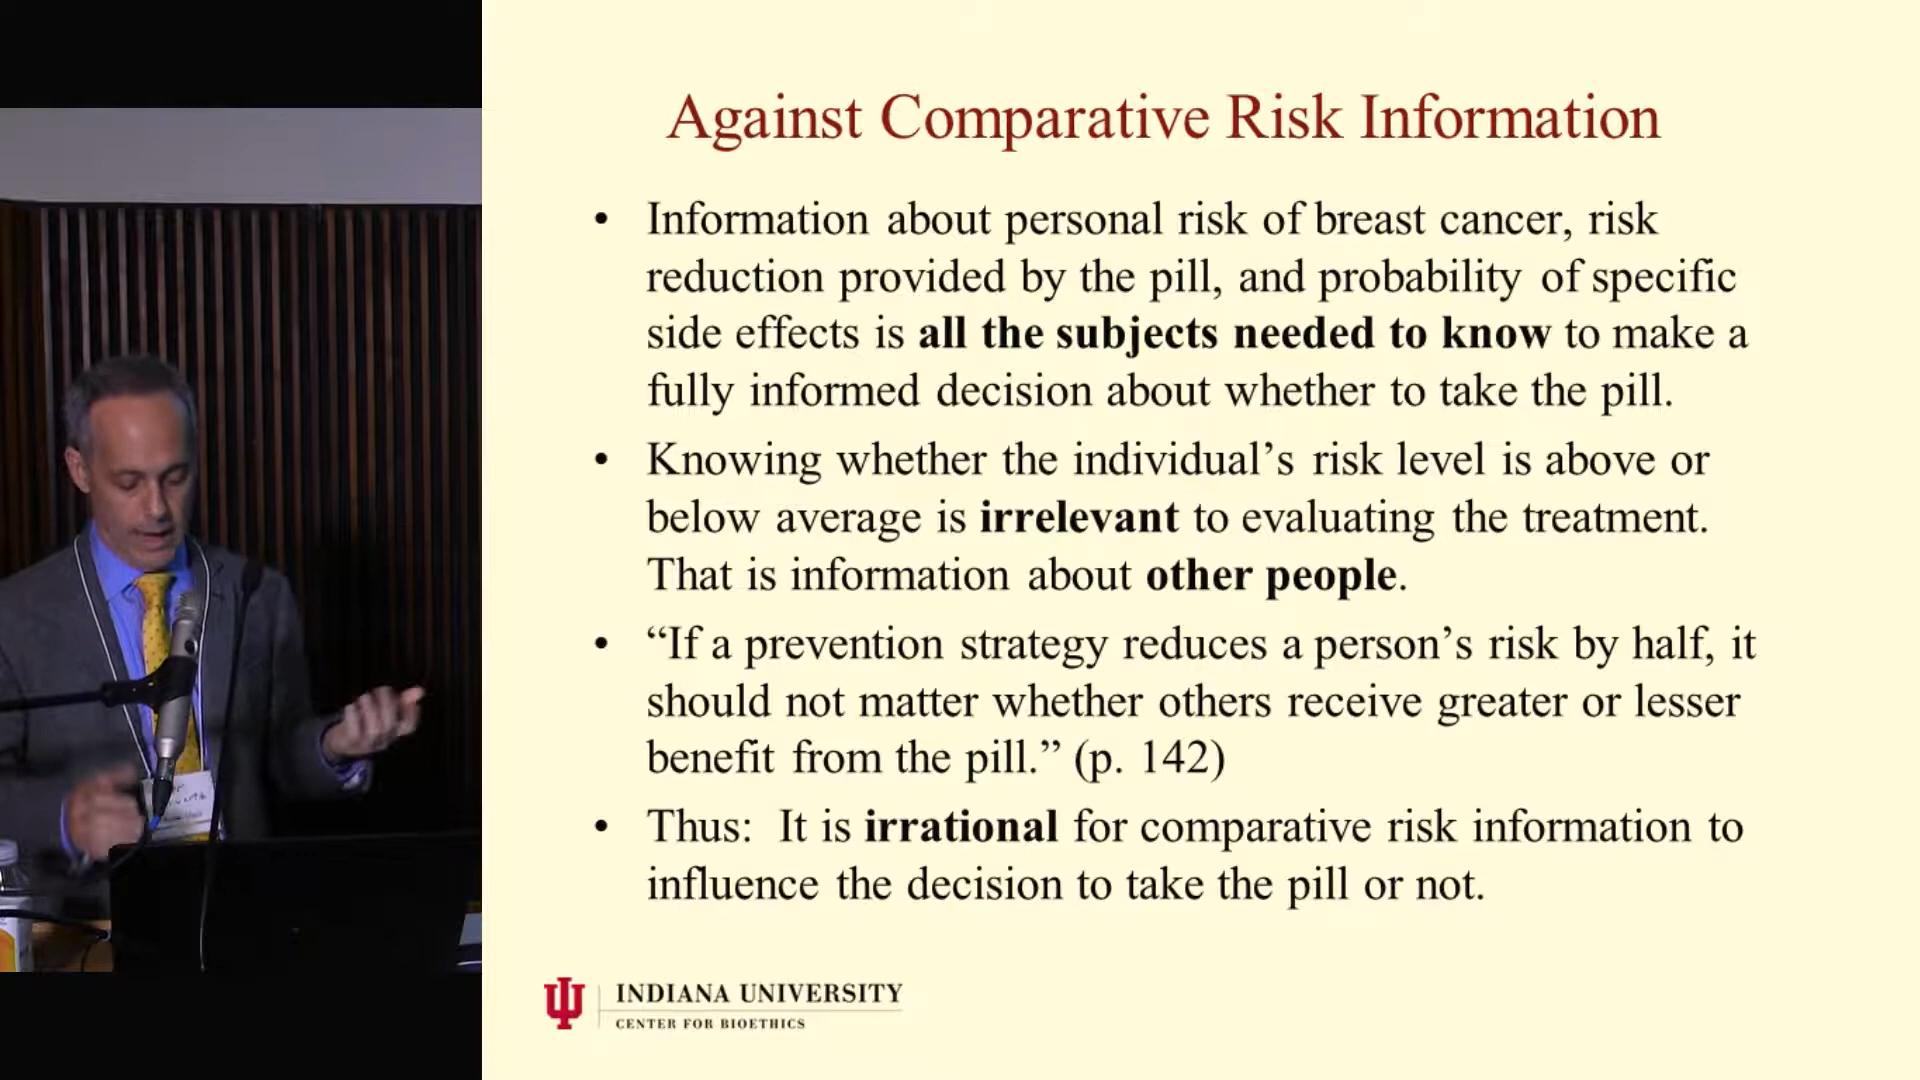 Against Comparative Risk Information
• Information about personal risk of breast cancer, risk
reduction provided by the pill, and probability of specific
side effects is all the subjects needed to know to make a
fully informed decision about whether to take the pill.
• Knowing whether the individual’s risk level is above or
below average is irrelevant to evaluating the treatment.
That is information about other people.
• “If a prevention strategy reduces a person’s risk by half, it
should not matter whether others receive greater or lesser
benefit from the pill.” (p. 142)
• Thus:  It is irrational for comparative risk information to
influence the decision to take the pill or not.
INDIANA UNIVERSITY
CENTER FOR BIOETHICS